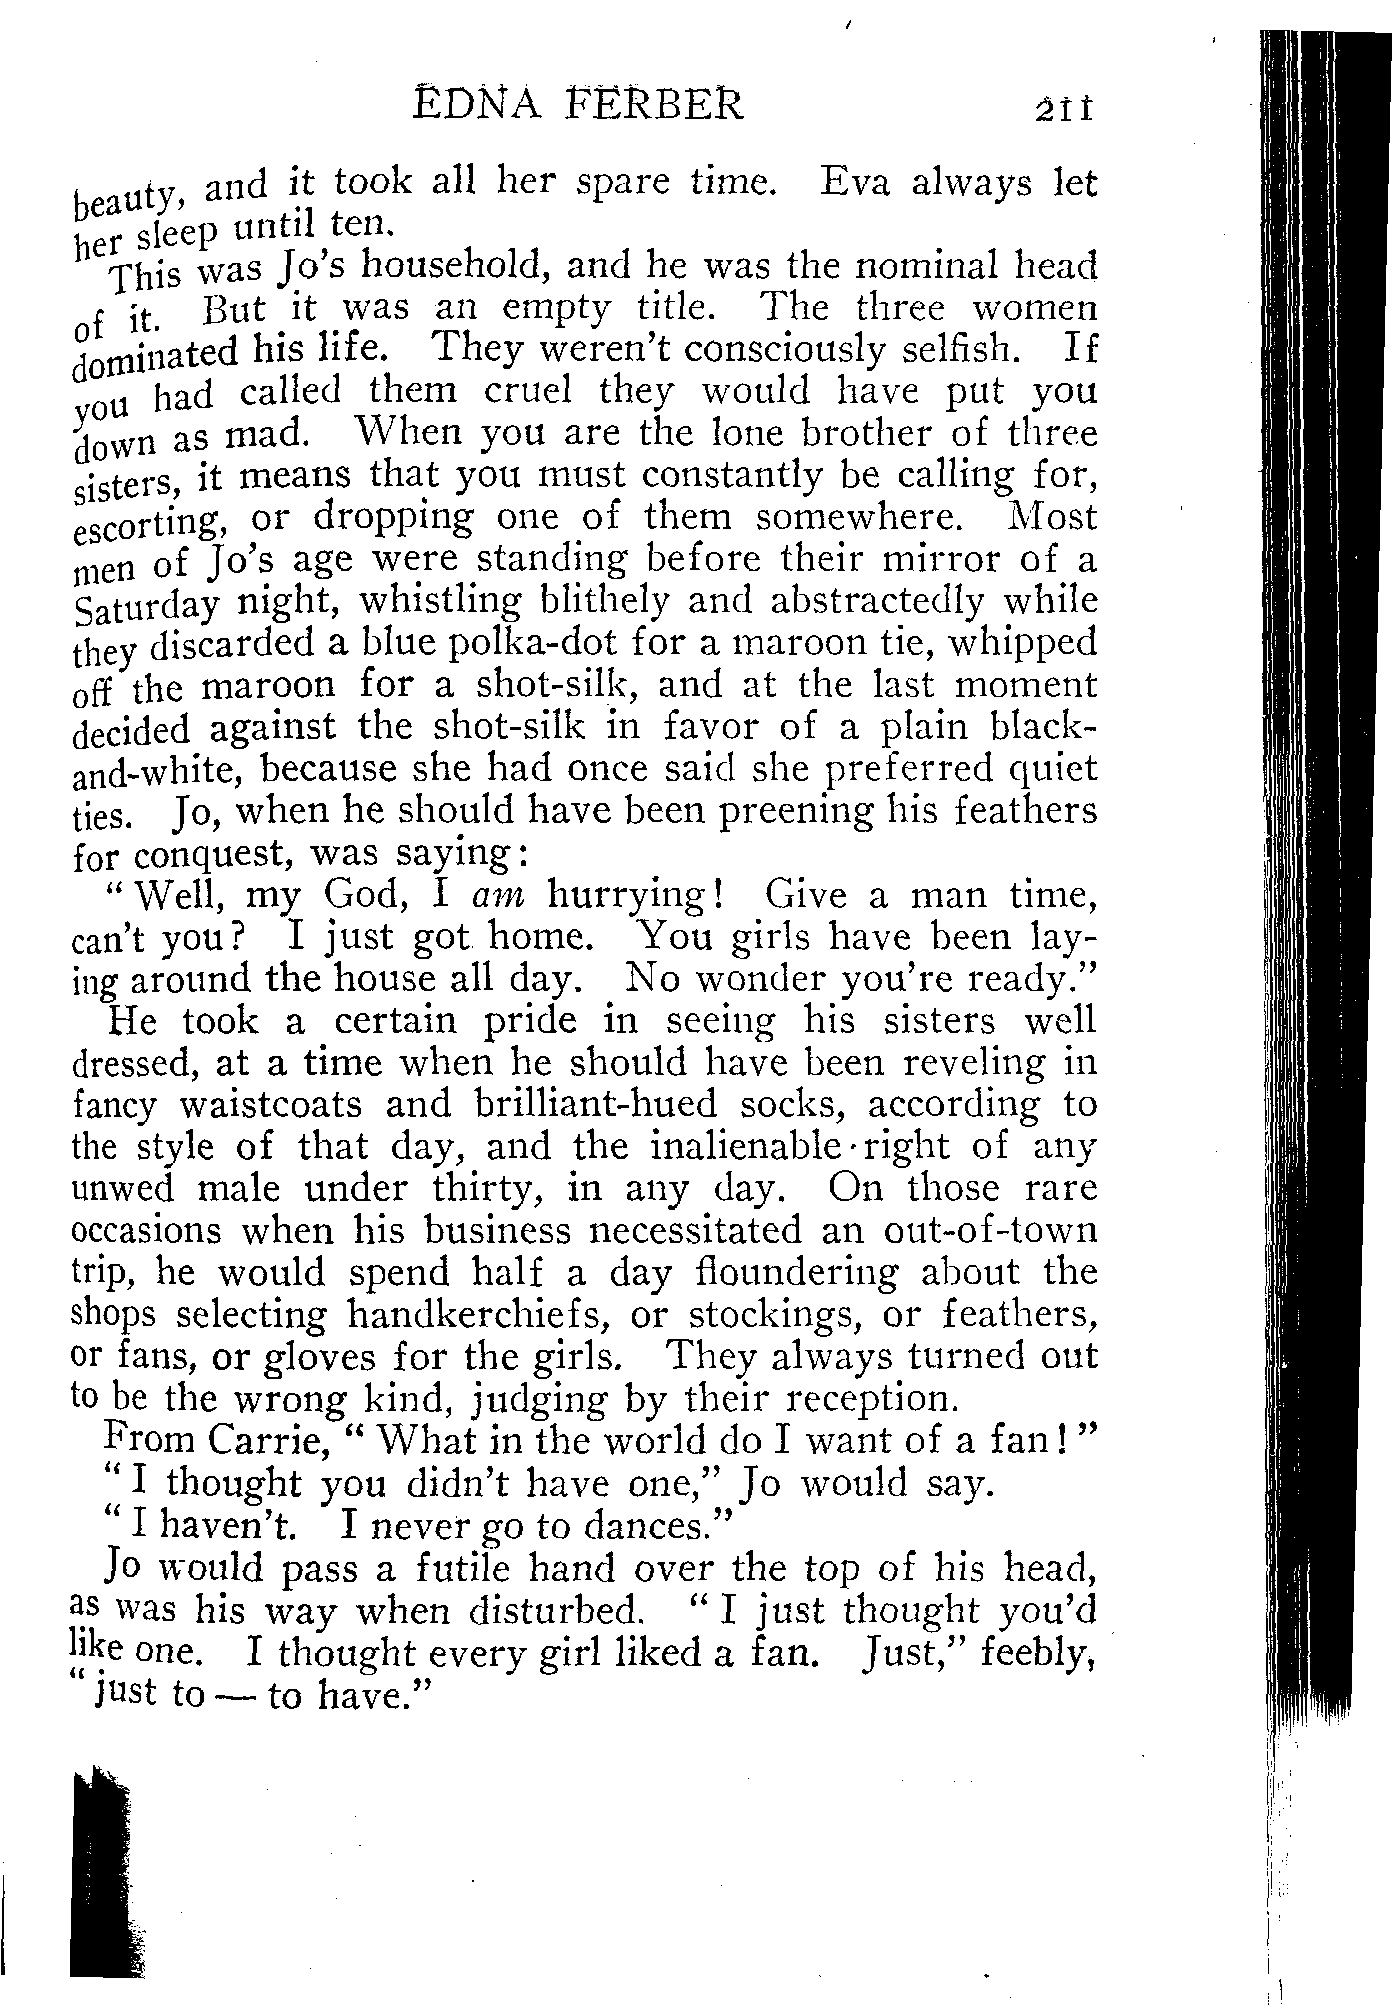 EDNA FERBER 211
beauty, and it took all her spare time. Eva always let
her sleep until ten.
This was Jo's household, and he was the nominal head
of it. But it was an empty title. The three women
dominated his life. They weren't consciously selfish. If
you had called them cruel they would have put you
down as mad. When you are the lone brother of three
sisters, it means that you must constantly be calling for,
escorting, or dropping one of them somewhere. Most
men of Jo's age were standing before their mirror of a
Saturday night, whistling blithely and abstractedly while
they discarded a blue polka-dot for a maroon tie, whipped
off the maroon for a shot-silk, and at the last moment
decided against the shot-silk in favor of a plain black-
and-white, because she had once said she preferred quiet
ties. Jo, when he should have been preening his feathers
for conquest, was saying:
"Well, my God, I am hurrying! Give a man time,
can't you? I just got home. You girls have been lay-
ing around the house all day. No wonder you're ready."
He took a certain pride in seeing his sisters well
dressed, at a time when he should have been reveling in
fancy waistcoats and brilliant-hued socks, according to
the style of that day, and the inalienable right of any
unwed male under thirty, in any day. On those rare
occasions when his business necessitated an out-of-town
trip, he would spend half a day floundering about the
shops selecting handkerchiefs, or stockings, or feathers,
or fans, or gloves for the girls. They always turned out
to be the wrong kind, judging by their reception.
From Carrie, "What in the world do I want of a fan!"
"I thought you didn't have one," Jo would say.
"I haven't. I never go to dances."
Jo would pass a futile hand over the top of his head,
as was his way when disturbed. "I just thought you'd
like one. I thought every girl liked a fan. Just," feebly,
"just to — to have."